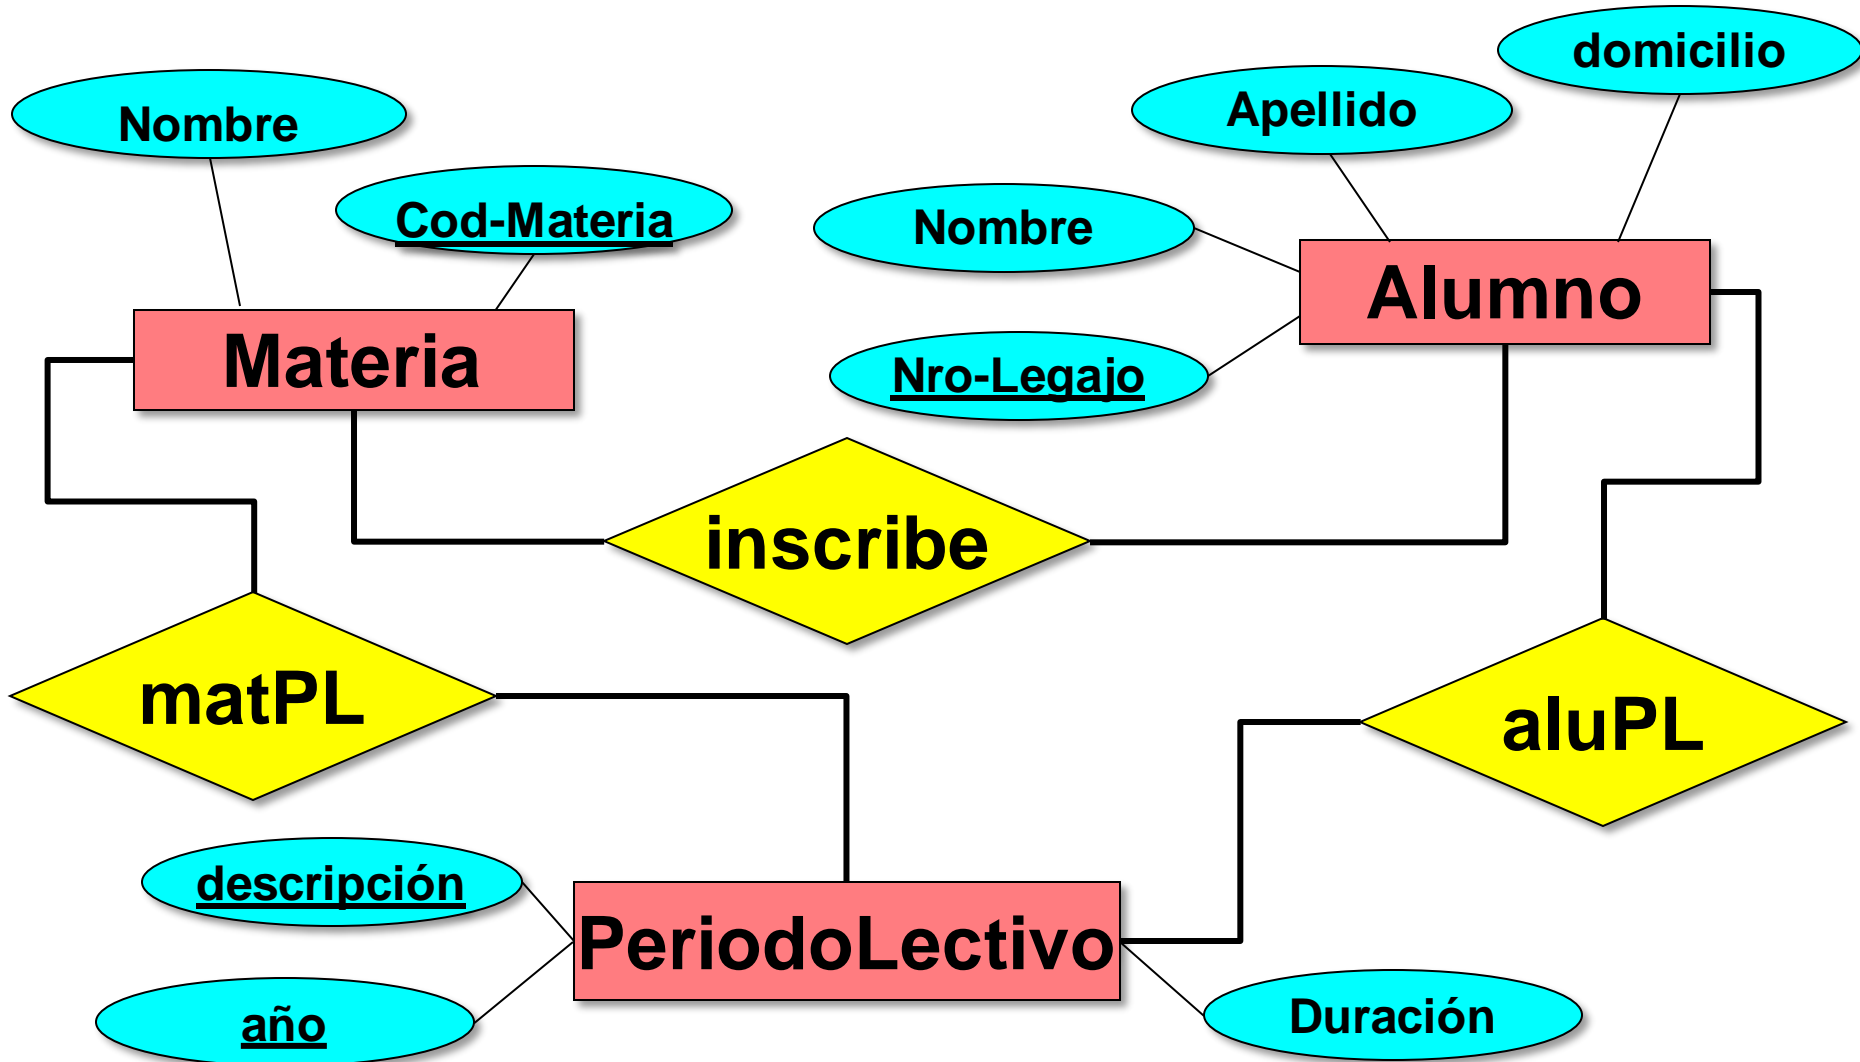 domicilio
Apellido
Nombre
Cod-Materia
Nombre
Alumno
Materia
Nro-Legajo
inscribe
matPL
aluPL
descripción
PeriodoLectivo
año
Duración